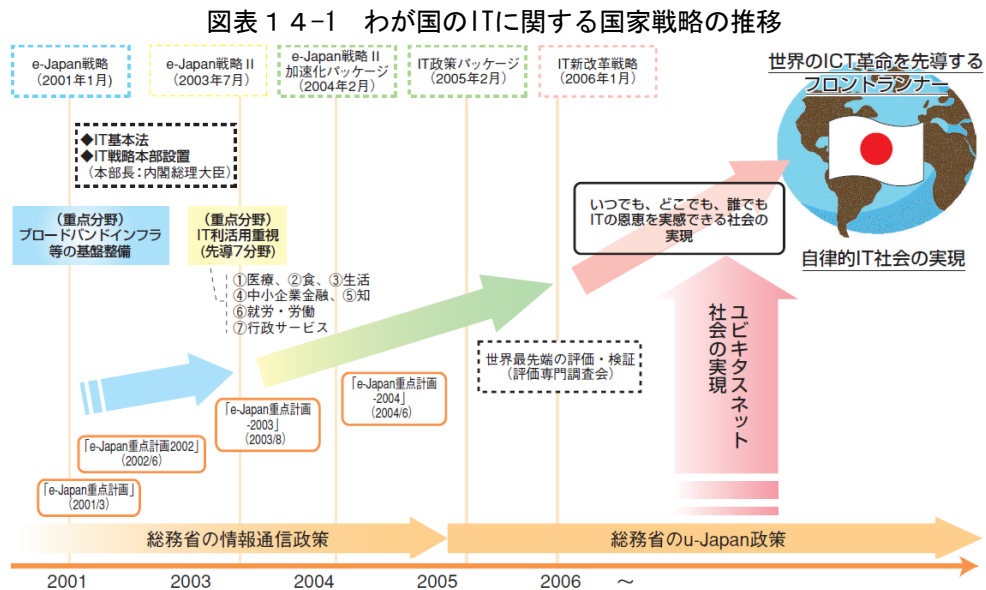 図表１４-１　わが国のITに関する国家戦略の推移
e-Japan戦略
（2001年1月）
e-Japan戦略Ⅱ
（2003年7月）
e-Japan戦略Ⅱ
加速化パッケージ
（2004年2月）
IT政策パッケージ
（2005年2月）
IT新改革戦略
（2006年1月）
世界のICT革命を先導する
フロントランナー
◆IT基本法
◆IT戦略本部設置
（本部長：内閣総理大臣）
（重点分野）
ブロードバンドインフラ
等の基盤整備
（重点分野）
IT利活用重視
（先導7分野）
①医療、②食、③生活
④中小企業金融、⑤知
⑥就労・労働
⑦行政サービス
いつでも、どこでも、誰でも
ITの恩恵を実感できる社会の
実現
自律的IT社会の実現
ユビキタスネット
社会の実現
世界最先端の評価・検証
（評価専門調査会）
「e-Japan重点計画
-2004」
（2004/6）
「e-Japan重点計画
-2003」
（2003/8）
「e-Japan重点計画2002」
（2002/6）
「e-Japan重点計画」
（2001/3）
総務省の情報通信政策
総務省のu-Japan政策
2001
2003
2004
2005
2006
～